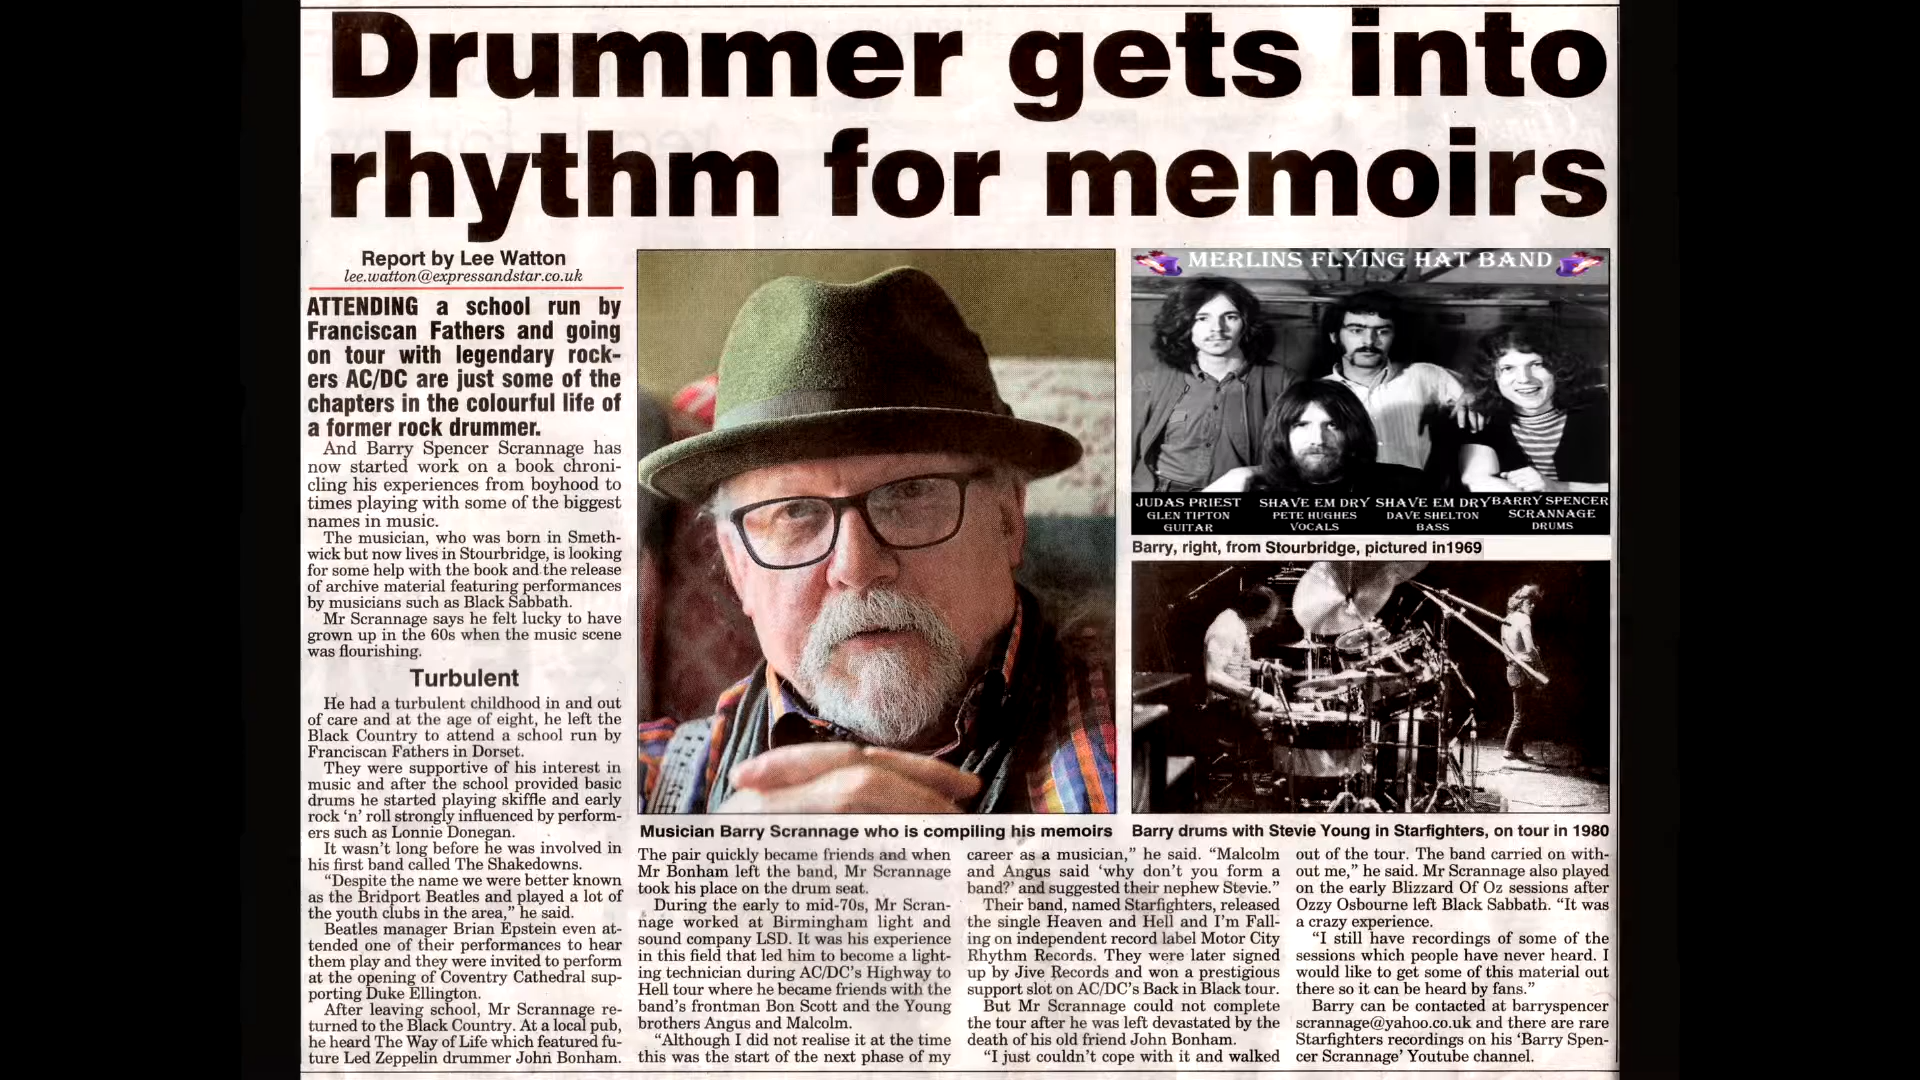 Drummer gets into
rhythm for memoirs
Report by Lee Watton
lee.watton@expressandstar.co.uk
ATTENDING a school run by
Franciscan Fathers and going
on tour with legendary rock-
ers AC/DC are just some of the
chapters in the colourful life of
a former rock drummer.
And Barry Spencer Scrannage has
now started work on a book chroni-
cling his experiences from boyhood to
times playing with some of the biggest
names in music.
The musician, who was born in Smeth-
wick but now lives in Stourbridge, is looking
for some help with the book and the release
of archive material featuring performances
by musicians such as Black Sabbath.
Mr Scrannage says he felt lucky to have
grown up in the 60s when the music scene
was flourishing.
Turbulent
He had a turbulent childhood in and out
of care and at the age of eight, he left the
Black Country to attend a school run by
Franciscan Fathers in Dorset.
They were supportive of his interest in
music and after the school provided basic
drums he started playing skiffle and early
rock 'n' roll strongly influenced by perform-
ers such as Lonnie Donegan.
It wasn't long before he was involved in
his first band called The Shakedowns.
"Despite the name we were better known
as the Bridport Beatles and played a lot of
the youth clubs in the area," he said.
Beatles manager Brian Epstein even at-
tended one of their performances to hear
them play and they were invited to perform
at the opening of Coventry Cathedral sup-
porting Duke Ellington.
After leaving school, Mr Scrannage re-
turned to the Black Country. At a local pub,
he heard The Way of Life which featured fu-
ture Led Zeppelin drummer John Bonham.
Musician Barry Scrannage who is compiling his memoirs
The pair quickly became friends and when
Mr Bonham left the band, Mr Scrannage
took his place on the drum seat.
During the early to mid-70s, Mr Scran-
nage worked at Birmingham light and
sound company LSD. It was his experience
in this field that led him to become a light-
ing technician during AC/DC's Highway to
Hell tour where he became friends with the
band's frontman Bon Scott and the Young
brothers Angus and Malcolm.
"Although I did not realise it at the time
this was the start of the next phase of my
MERLINS FLYING HAT BAND
JUDAS PRIEST
GLEN TIPTON
GUITAR
SHAVE EM DRY
PETE HUGHES
VOCALS
SHAVE EM DRY
DAVE SHELTON
BASS
BARRY SPENCER
SCRANNAGE
DRUMS
Barry, right, from Stourbridge, pictured in1969
Barry drums with Stevie Young in Starfighters, on tour in 1980
career as a musician," he said. "Malcolm
and Angus said 'why don't you form a
band?' and suggested their nephew Stevie."
Their band, named Starfighters, released
the single Heaven and Hell and I'm Fall-
ing on independent record label Motor City
Rhythm Records. They were later signed
up by Jive Records and won a prestigious
support slot on AC/DC's Back in Black tour.
But Mr Scrannage could not complete
the tour after he was left devastated by the
death of his old friend John Bonham.
"I just couldn't cope with it and walked
out of the tour. The band carried on with-
out me," he said. Mr Scrannage also played
on the early Blizzard Of Oz sessions after
Ozzy Osbourne left Black Sabbath. "It was
a crazy experience.
"I still have recordings of some of the
sessions which people have never heard. I
would like to get some of this material out
there so it can be heard by fans."
Barry can be contacted at barryspencer
scrannage@yahoo.co.uk and there are rare
Starfighters recordings on his 'Barry Spen-
cer Scrannage' Youtube channel.